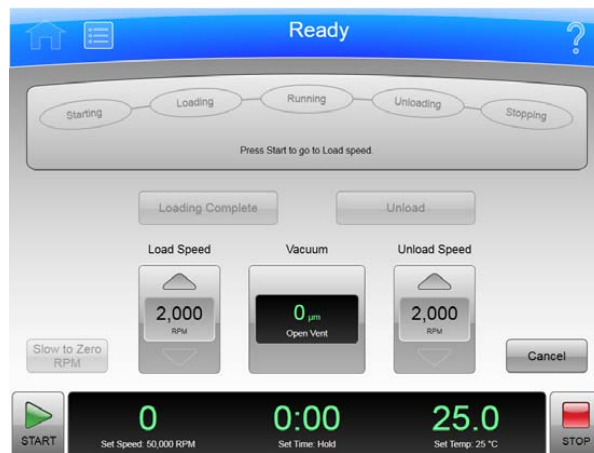 Ready
?
Starting
Loading
Running
Unloading
Stopping
Press Start to go to Load speed.
Loading Complete
Unload
Load Speed
Vacuum
Unload Speed
2,000
RPM
0 µm
Open Vent
2,000
RPM
Slow to Zero
RPM
Cancel
START
0
Set Speed: 50,000 RPM
0:00
Set Time: Hold
25.0
Set Temp: 25 °C
STOP